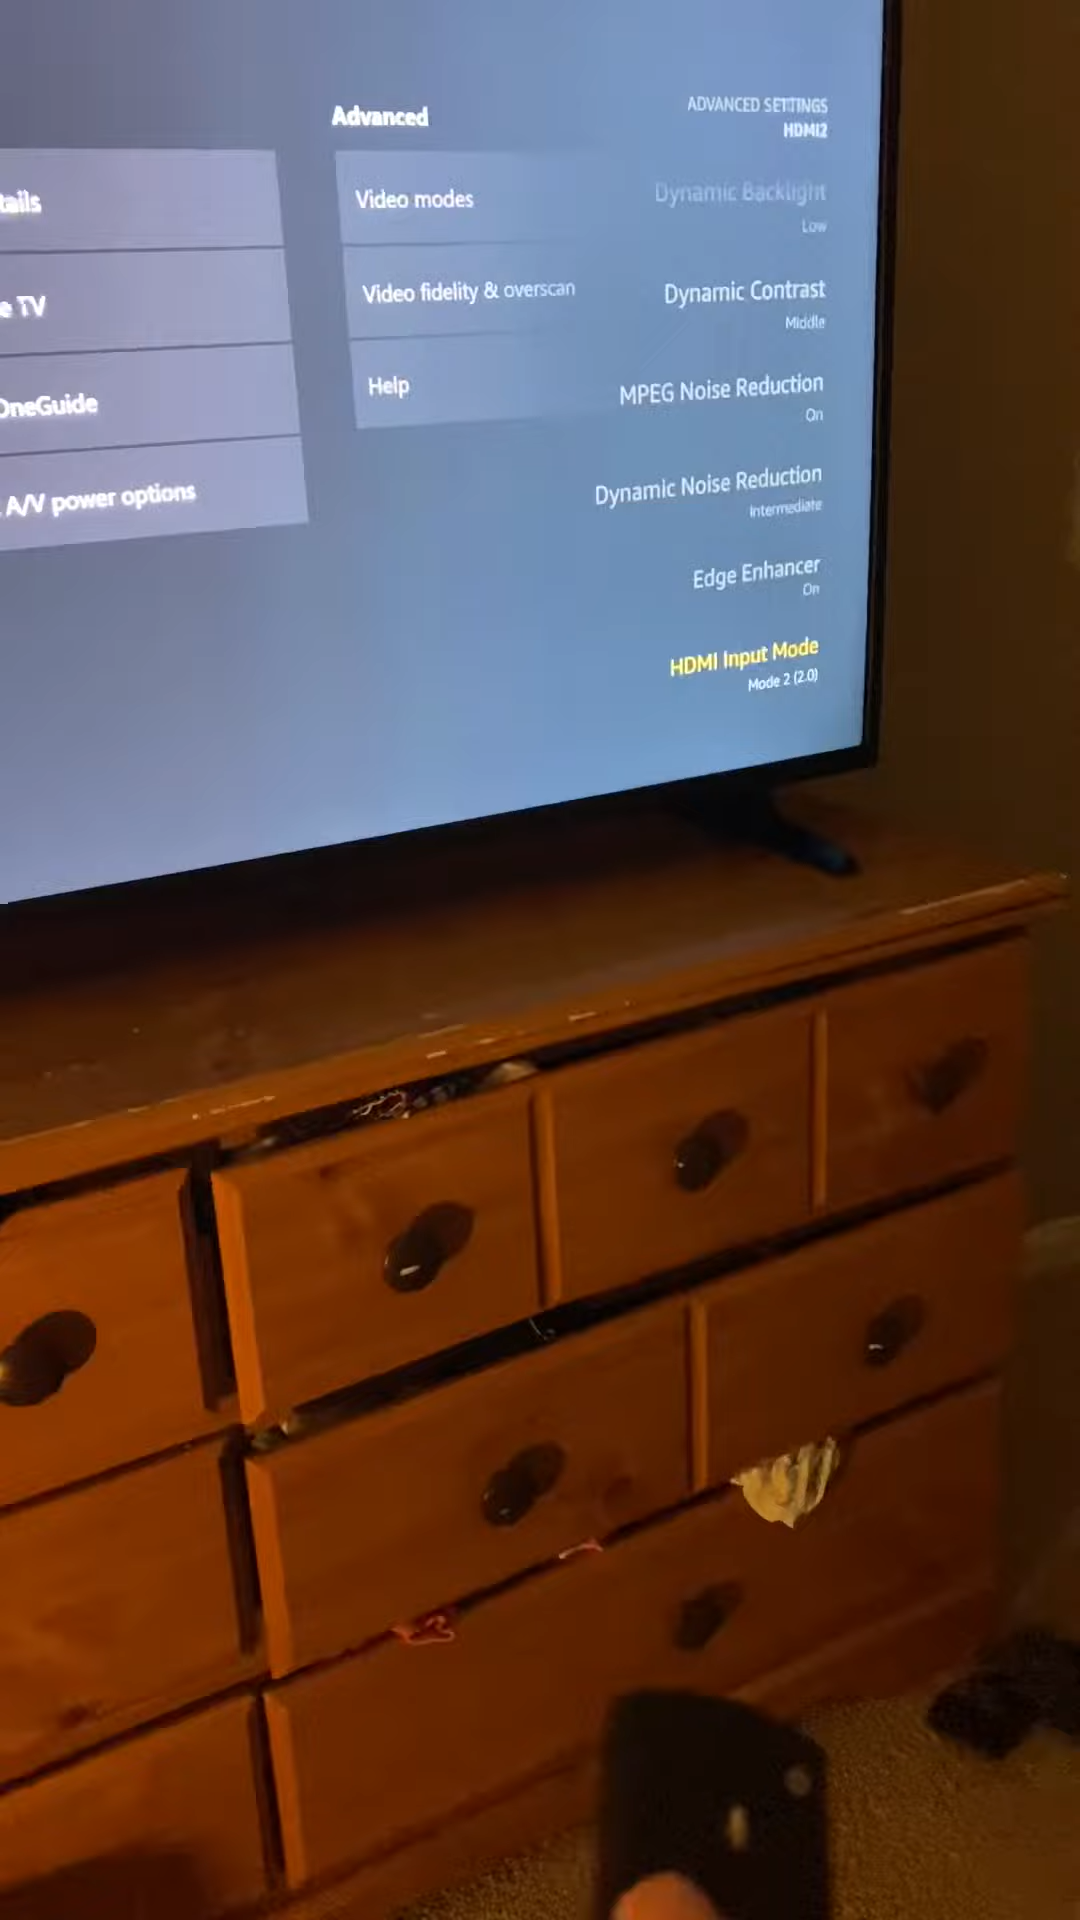 Advanced
Video modes
Video fidelity & overscan
Help
e TV
OneGuide
A/V power options
ADVANCED SETTINGS
HDMI2
Dynamic Backlight
Low
Dynamic Contrast
Middle
MPEG Noise Reduction
On
Dynamic Noise Reduction
Intermediate
Edge Enhancer
On
HDMI Input Mode
Mode 2 (2.0)